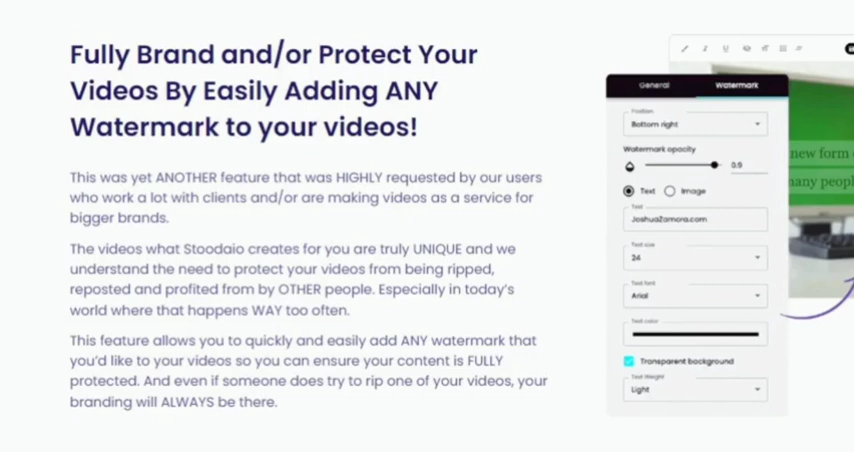 Fully Brand and/or Protect Your
Videos By Easily Adding ANY
Watermark to your videos!
This was yet ANOTHER feature that was HIGHLY requested by our users
who work a lot with clients and/or are making videos as a service for
bigger brands.
The videos what Stoodaio creates for you are truly UNIQUE and we
understand the need to protect your videos from being ripped,
reposted and profited from by OTHER people. Especially in today's
world where that happens WAY too often.
This feature allows you to quickly and easily add ANY watermark that
you'd like to your videos so you can ensure your content is FULLY
protected. And even if someone does try to rip one of your videos, your
branding will ALWAYS be there.
General Watermark
Position
Bottom right
Watermark opacity
0.9
Text Image
Text
JoshuaZamora.com
Text size
24
Text font
Arial
Text color
Transparent background
Text Weight
Light
new form
many peopl